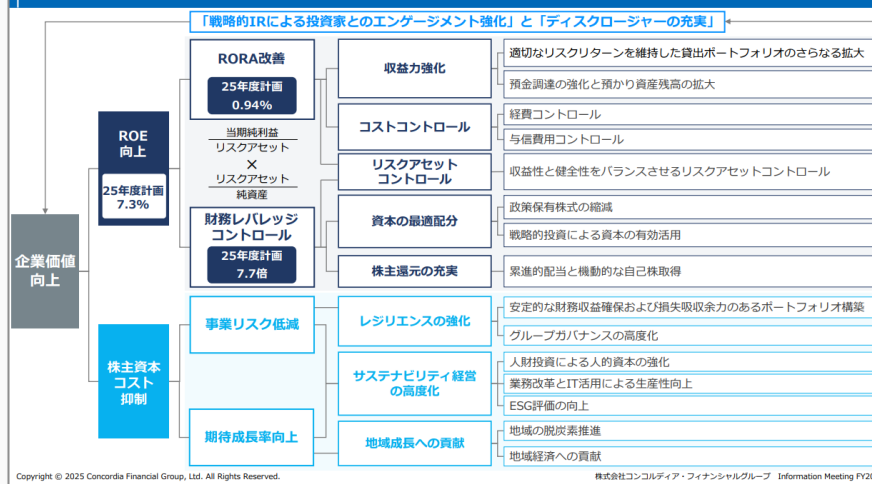 「戦略的IRによる投資家とのエンゲージメント強化」と「ディスクロージャーの充実」
企業価値
向上
ROE
向上
25年度計画
7.3%
RORA改善
25年度計画
0.94%
当期純利益
リスクアセット
×
リスクアセット
純資産
財務レバレッジ
コントロール
25年度計画
7.7倍
収益力強化
適切なリスクリターンを維持した貸出ポートフォリオのさらなる拡大
預金調達の強化と預かり資産残高の拡大
コストコントロール
経費コントロール
与信費用コントロール
リスクアセット
コントロール
収益性と健全性をバランスさせるリスクアセットコントロール
資本の最適配分
政策保有株式の縮減
戦略的投資による資本の有効活用
株主還元の充実
累進的配当と機動的な自己株取得
株主資本
コスト
抑制
事業リスク低減
期待成長率向上
レジリエンスの強化
安定的な財務収益確保および損失吸収余力のあるポートフォリオ構築
グループガバナンスの高度化
サステナビリティ経営
の高度化
人財投資による人的資本の強化
業務改革とIT活用による生産性向上
ESG評価の向上
地域成長への貢献
地域の脱炭素推進
地域経済への貢献
Copyright © 2025 Concordia Financial Group, Ltd. All Rights Reserved.
株式会社コンコルディア・フィナンシャルグループ Information Meeting FY20